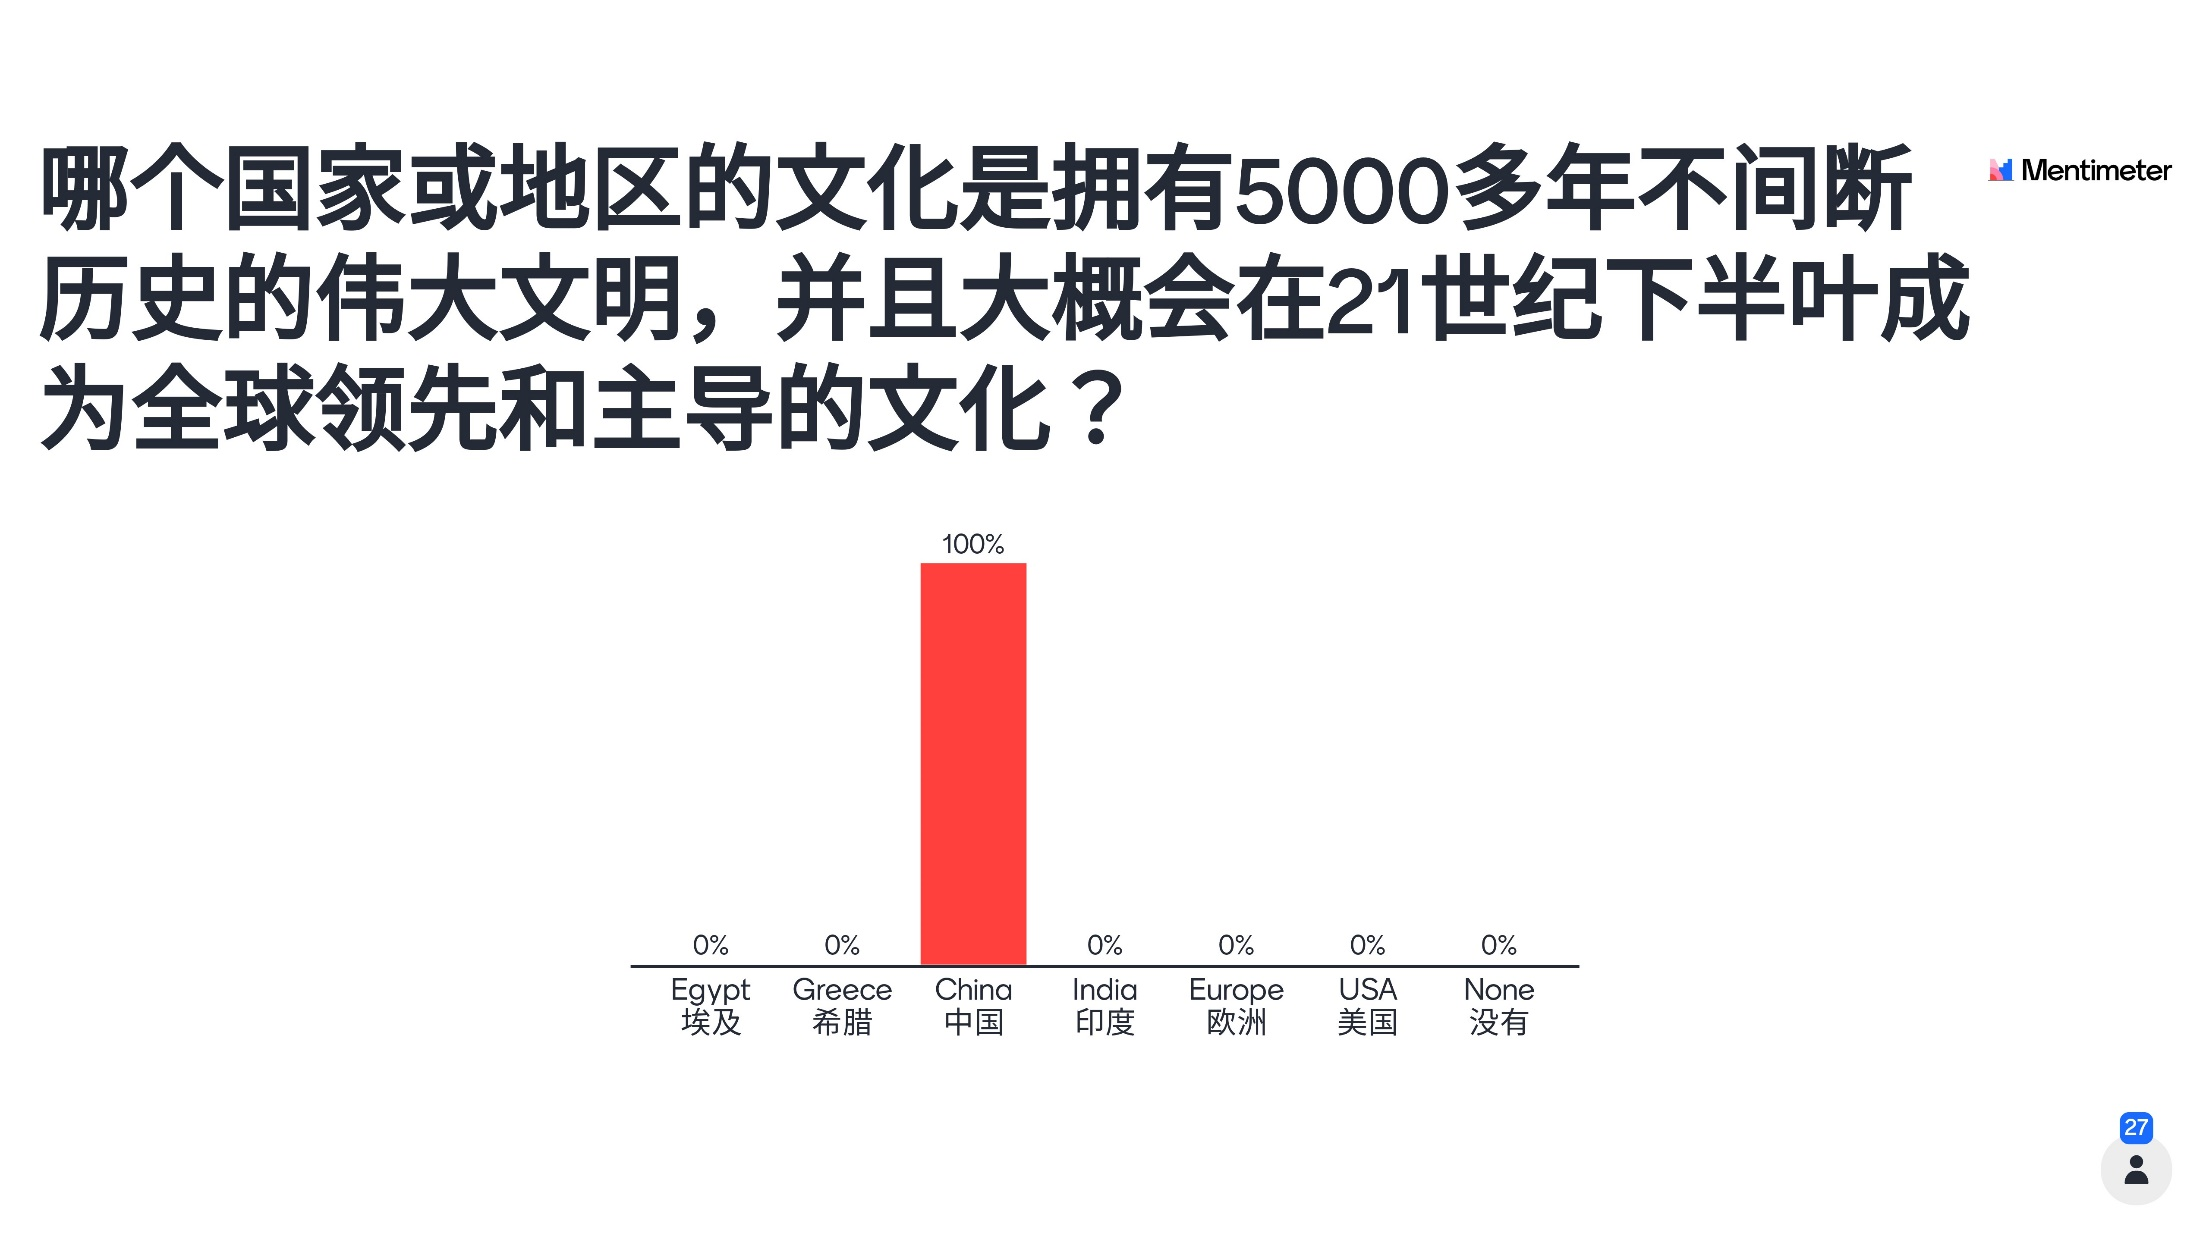 哪个国家或地区的文化是拥有5000多年不间断
历史的伟大文明，并且大概会在21世纪下半叶成
为全球领先和主导的文化？
Mentimeter
100%
0% 0% 0% 0% 0% 0%
Egypt Greece China India Europe USA None
埃及 希腊 中国 印度 欧洲 美国 没有
27